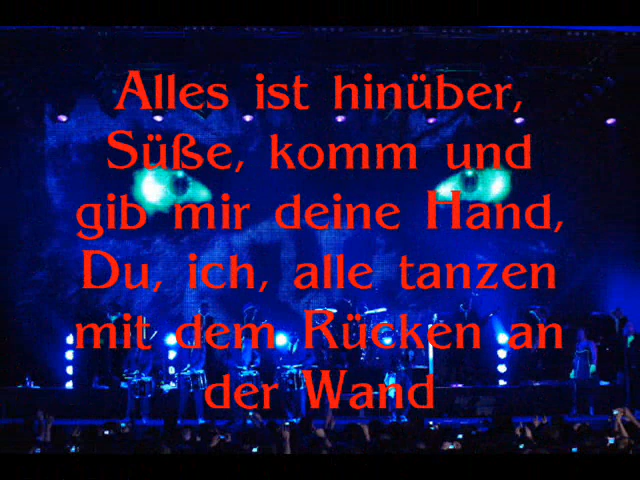 Alles ist hinüber,
Süße, komm und
gib mir deine Hand,
Du, ich, alle tanzen
mit dem Rücken an
der Wand